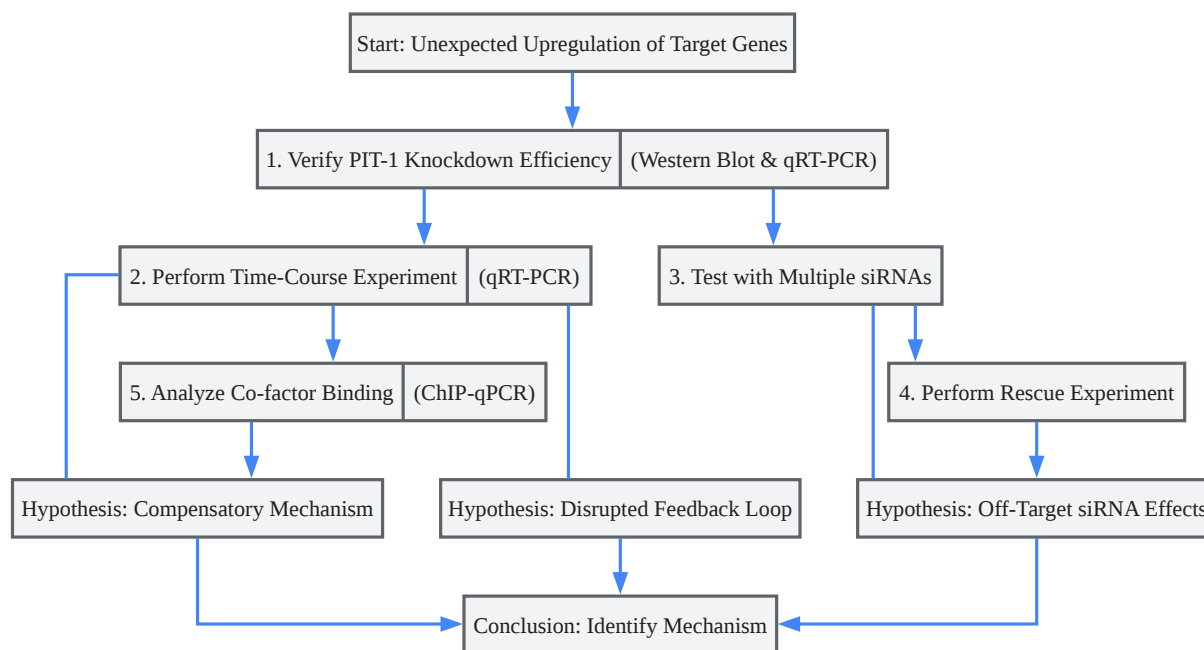 Start: Unexpected Upregulation of Target Genes
1. Verify PIT-1 Knockdown Efficiency (Western Blot & qRT-PCR)
2. Perform Time-Course Experiment (qRT-PCR)
3. Test with Multiple siRNAs
5. Analyze Co-factor Binding (ChIP-qPCR)
4. Perform Rescue Experiment
Hypothesis: Compensatory Mechanism
Hypothesis: Disrupted Feedback Loop
Hypothesis: Off-Target siRNA Effects
Conclusion: Identify Mechanism